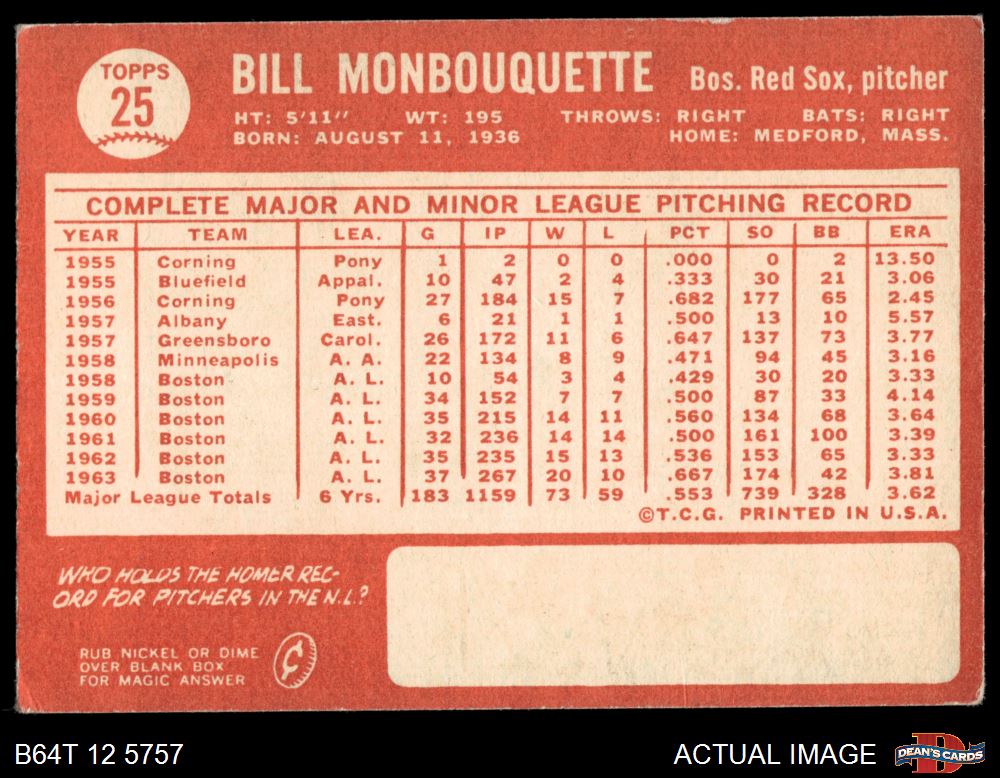 TOPPS
25
BILL MONBOUQUETTE Bos. Red Sox, pitcher
HT: 5'11" WT: 195 THROWS: RIGHT BATS: RIGHT
BORN: AUGUST 11, 1936 HOME: MEDFORD, MASS.
COMPLETE MAJOR AND MINOR LEAGUE PITCHING RECORD
YEAR TEAM LEA. G IP W L PCT SO BB ERA
1955 Corning Pony 1 2 0 0 .000 0 2 13.50
1955 Bluefield Appal. 10 47 2 4 .333 30 21 3.06
1956 Corning Pony 27 184 15 7 .682 177 65 2.45
1957 Albany East. 6 21 1 1 .500 13 10 5.57
1957 Greensboro Carol. 26 172 11 6 .647 137 73 3.77
1958 Minneapolis A. A. 22 134 8 9 .471 94 45 3.16
1958 Boston A. L. 10 54 3 4 .429 30 20 3.33
1959 Boston A. L. 34 152 7 7 .500 87 33 4.14
1960 Boston A. L. 35 215 14 11 .560 134 68 3.64
1961 Boston A. L. 32 236 14 14 .500 161 100 3.39
1962 Boston A. L. 35 235 15 13 .536 153 65 3.33
1963 Boston A. L. 37 267 20 10 .667 174 42 3.81
Major League Totals 6 Yrs. 183 1159 73 59 .553 739 328 3.62
©T.C.G. PRINTED IN U.S.A.
WHO HOLDS THE HOMER REC-
ORD FOR PITCHERS IN THE N.L.?
RUB NICKEL OR DIME
OVER BLANK BOX
FOR MAGIC ANSWER
¢
B64T 12 5757 ACTUAL IMAGE
D
DEAN'S CARDS